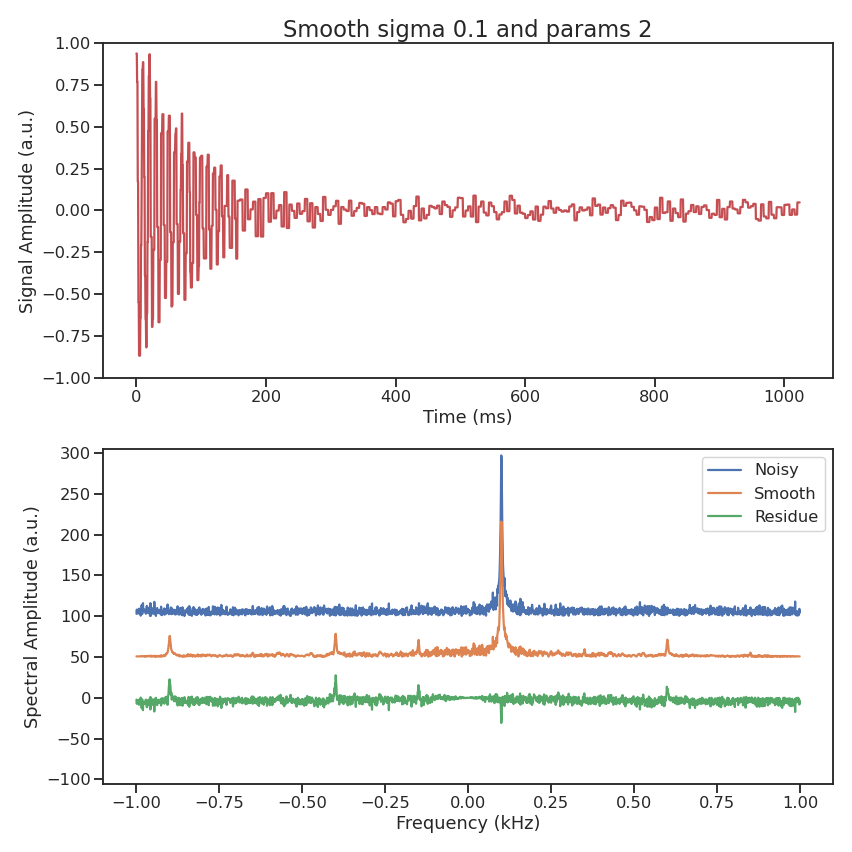 Smooth sigma 0.1 and params 2
1.00
0.75
0.50
0.25
0.00
−0.25
−0.50
−0.75
−1.00
Signal Amplitude (a.u.)
0 200 400 600 800 1000
Time (ms)
300
250
200
150
100
50
0
−50
−100
Spectral Amplitude (a.u.)
Noisy
Smooth
Residue
−1.00 −0.75 −0.50 −0.25 0.00 0.25 0.50 0.75 1.00
Frequency (kHz)